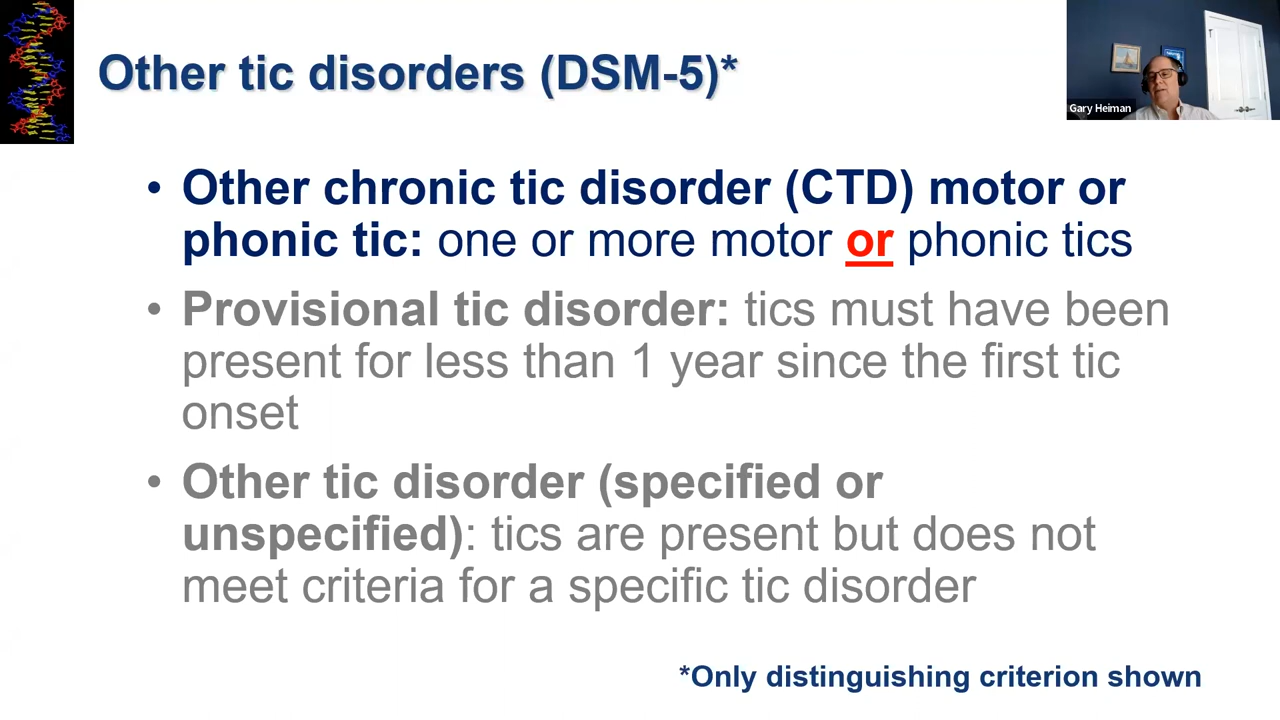 Other tic disorders (DSM-5)*
Gary Heiman
• Other chronic tic disorder (CTD) motor or
phonic tic: one or more motor or phonic tics
• Provisional tic disorder: tics must have been
present for less than 1 year since the first tic
onset
• Other tic disorder (specified or
unspecified): tics are present but does not
meet criteria for a specific tic disorder
*Only distinguishing criterion shown